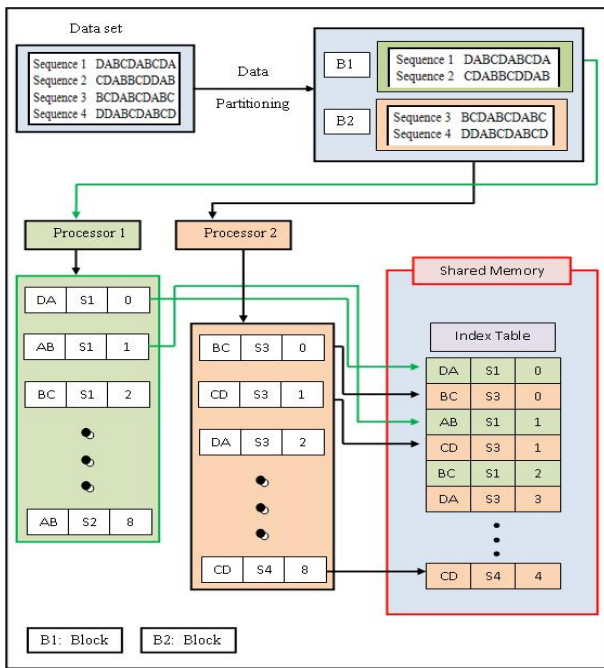 Data set
Sequence 1 DABCDABCDA
Sequence 2 CDABBCDDAB
Sequence 3 BCDABCDABC
Sequence 4 DDABCDABCD
Data
Partitioning
B1
Sequence 1 DABCDABCDA
Sequence 2 CDABBCDDAB
B2
Sequence 3 BCDABCDABC
Sequence 4 DDABCDABCD
Processor 1
Processor 2
DA S1 0
AB S1 1
BC S1 2
AB S2 8
BC S3 0
CD S3 1
DA S3 2
CD S4 8
Shared Memory
Index Table
DA S1 0
BC S3 0
AB S1 1
CD S3 1
BC S1 2
DA S3 3
CD S4 4
B1: Block
B2: Block